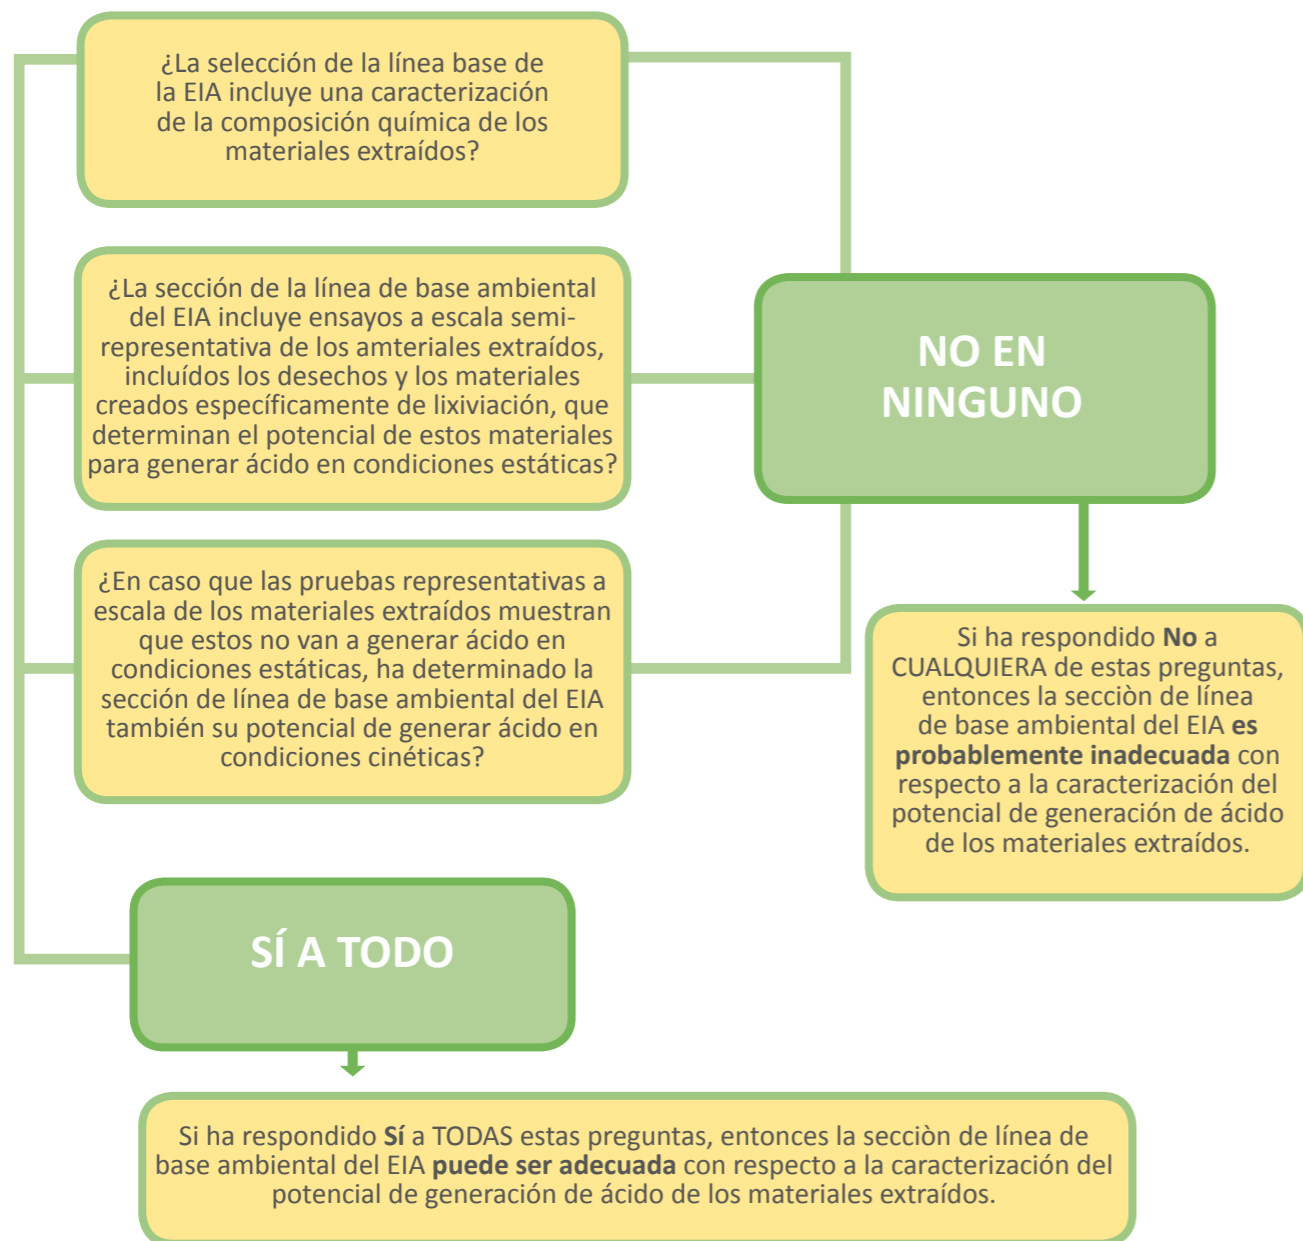 ¿La selección de la línea base de
la EIA incluye una caracterización
de la composición química de los
materiales extraídos?
¿La sección de la línea de base ambiental
del EIA incluye ensayos a escala semi-
representativa de los amteriales extraídos,
incluídos los desechos y los materiales
creados específicamente de lixiviación, que
determinan el potencial de estos materiales
para generar ácido en condiciones estáticas?
¿En caso que las pruebas representativas a
escala de los materiales extraídos muestran
que estos no van a generar ácido en
condiciones estáticas, ha determinado la
sección de línea de base ambiental del EIA
también su potencial de generar ácido en
condiciones cinéticas?
NO EN
NINGUNO
Si ha respondido No a
CUALQUIERA de estas preguntas,
entonces la secciòn de línea
de base ambiental del EIA es
probablemente inadecuada con
respecto a la caracterización del
potencial de generación de ácido
de los materiales extraídos.
SÍ A TODO
Si ha respondido Sí a TODAS estas preguntas, entonces la secciòn de línea de
base ambiental del EIA puede ser adecuada con respecto a la caracterización del
potencial de generación de ácido de los materiales extraídos.